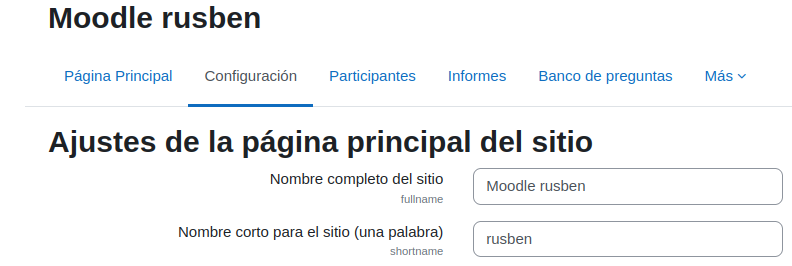 Moodle rusben
Página Principal Configuración Participantes Informes Banco de preguntas Más
Ajustes de la página principal del sitio
Nombre completo del sitio Moodle rusben
fullname
Nombre corto para el sitio (una palabra) rusben
shortname